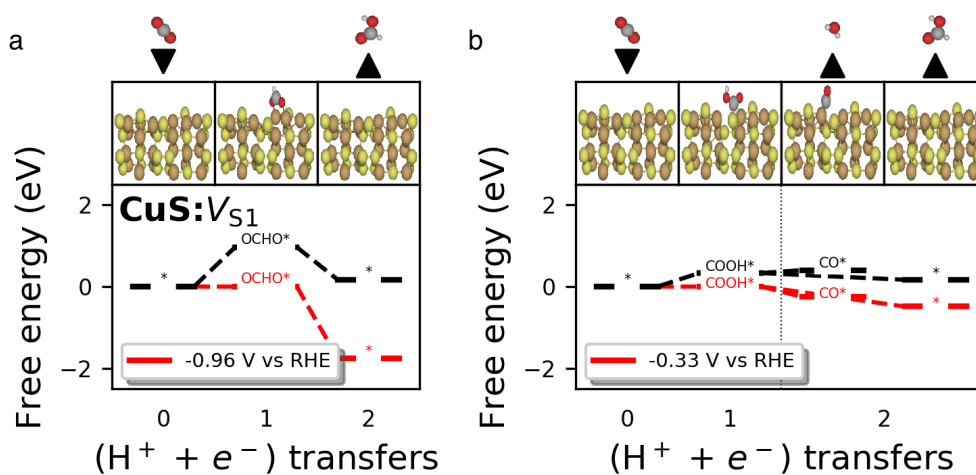 a
Free energy (eV)
2
0
−2
CuS:V_S1
*
OCHO*
*
OCHO*
*
-0.96 V vs RHE
0
1
2
(H⁺ + e⁻) transfers
b
Free energy (eV)
2
0
−2
*
COOH*
CO*
*
COOH*
CO*
*
-0.33 V vs RHE
0
1
2
(H⁺ + e⁻) transfers